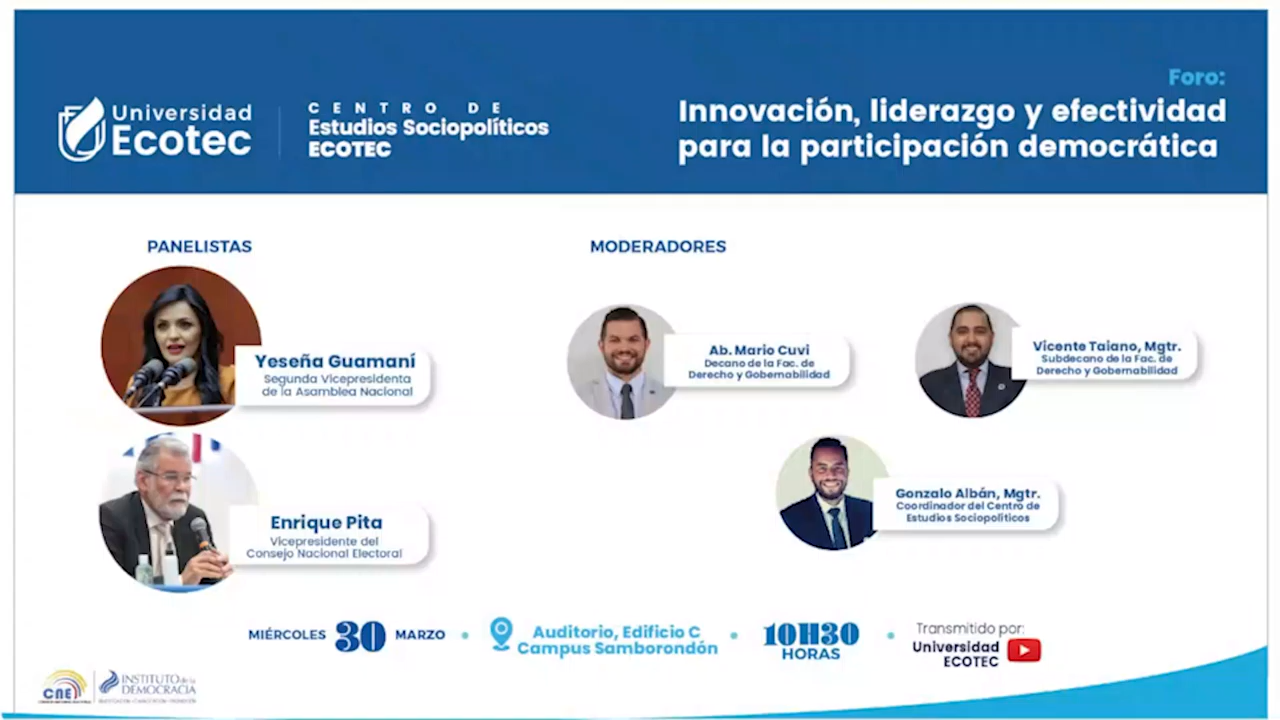 Universidad
Ecotec
CENTRO DE
Estudios Sociopolíticos
ECOTEC
Foro:
Innovación, liderazgo y efectividad
para la participación democrática
PANELISTAS
MODERADORES
Yeseña Guamaní
Segunda Vicepresidenta
de la Asamblea Nacional
Ab. Mario Cuvi
Decano de la Fac. de
Derecho y Gobernabilidad
Vicente Taiano, Mgtr.
Subdecano de la Fac. de
Derecho y Gobernabilidad
Enrique Pita
Vicepresidente del
Consejo Nacional Electoral
Gonzalo Albán, Mgtr.
Coordinador del Centro de
Estudios Sociopolíticos
MIÉRCOLES 30 MARZO
Auditorio, Edificio C
Campus Samborondón
10H30
HORAS
Transmitido por:
Universidad
ECOTEC
CNE
INSTITUTO de la
DEMOCRACIA